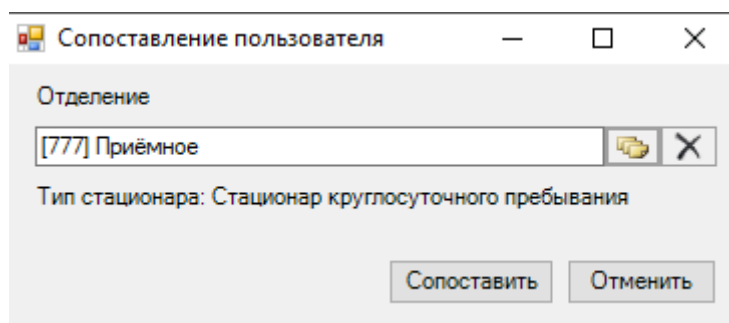 Сопоставление пользователя
Отделение
[777] Приёмное
Тип стационара: Стационар круглосуточного пребывания
Сопоставить Отменить